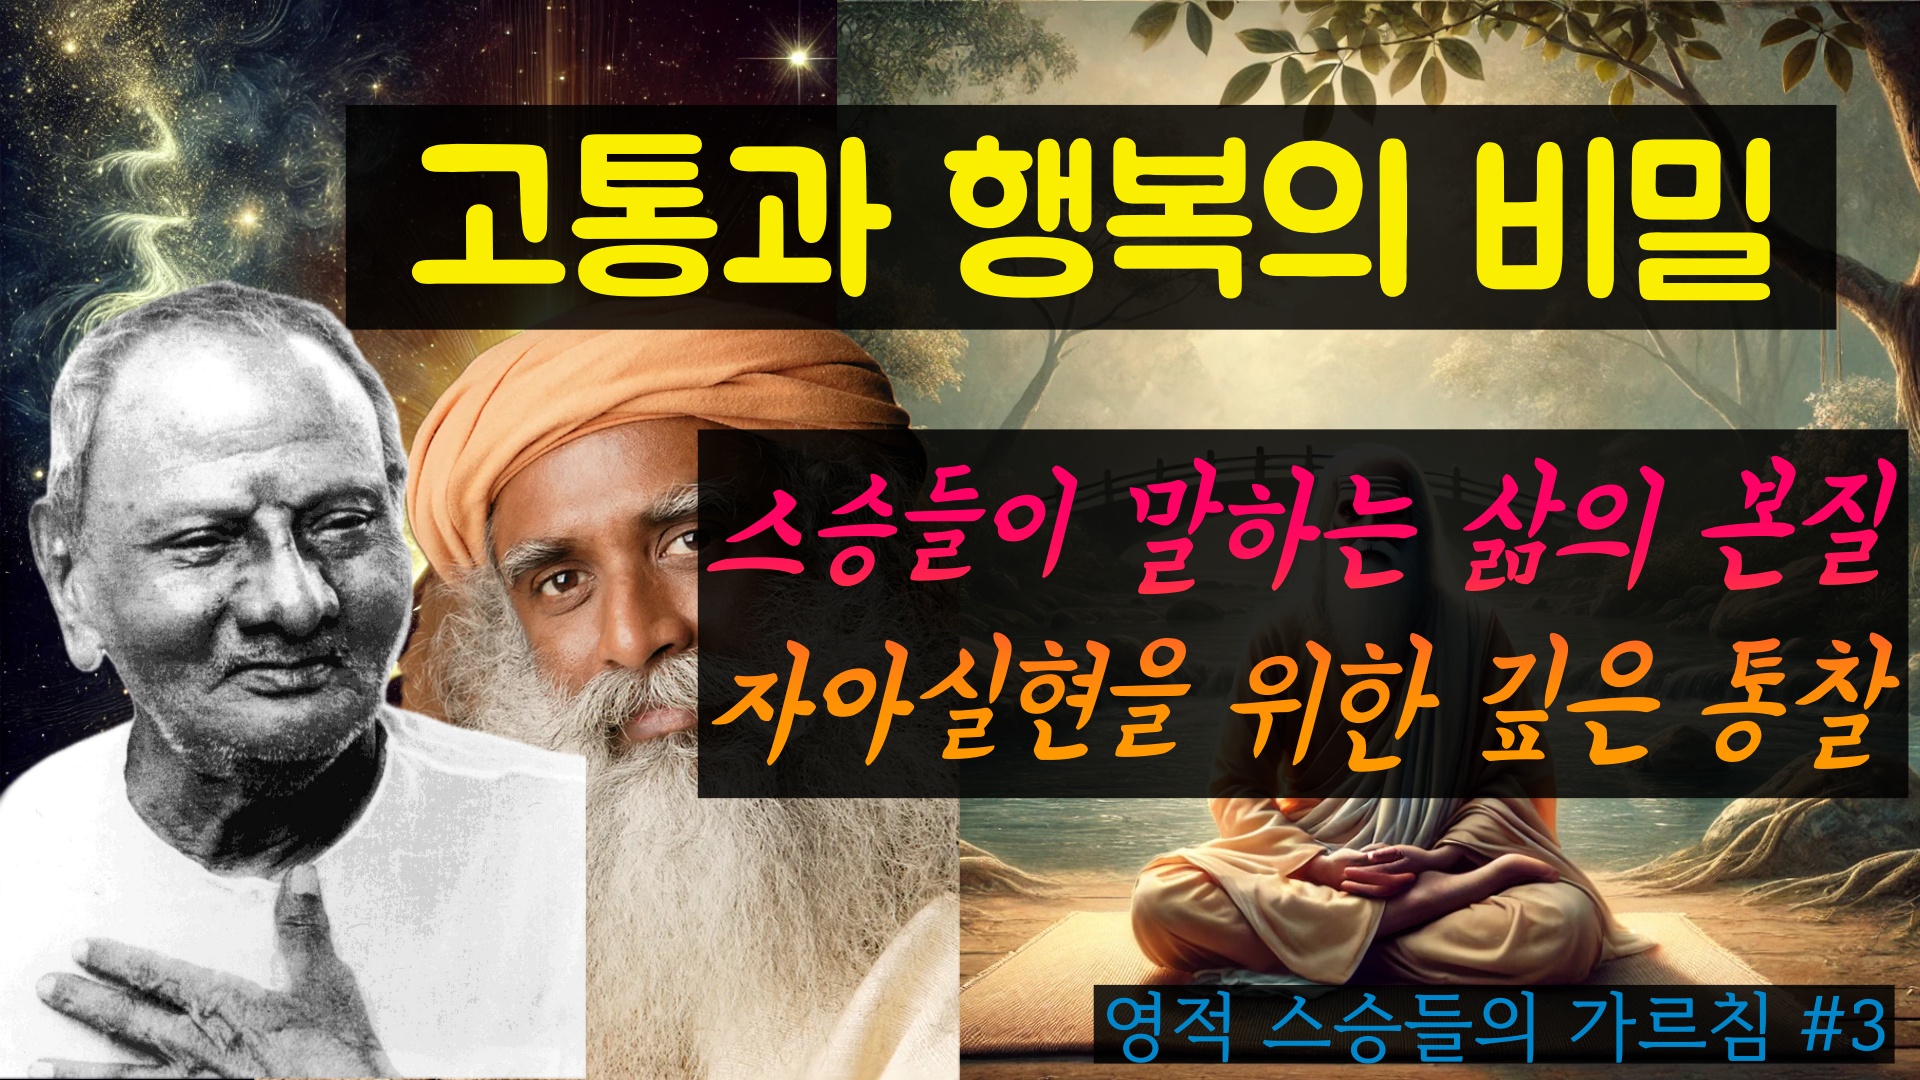 고통과 행복의 비밀
스승들이 말하는 삶의 본질
자아실현을 위한 깊은 통찰
영적 스승들의 가르침 #3